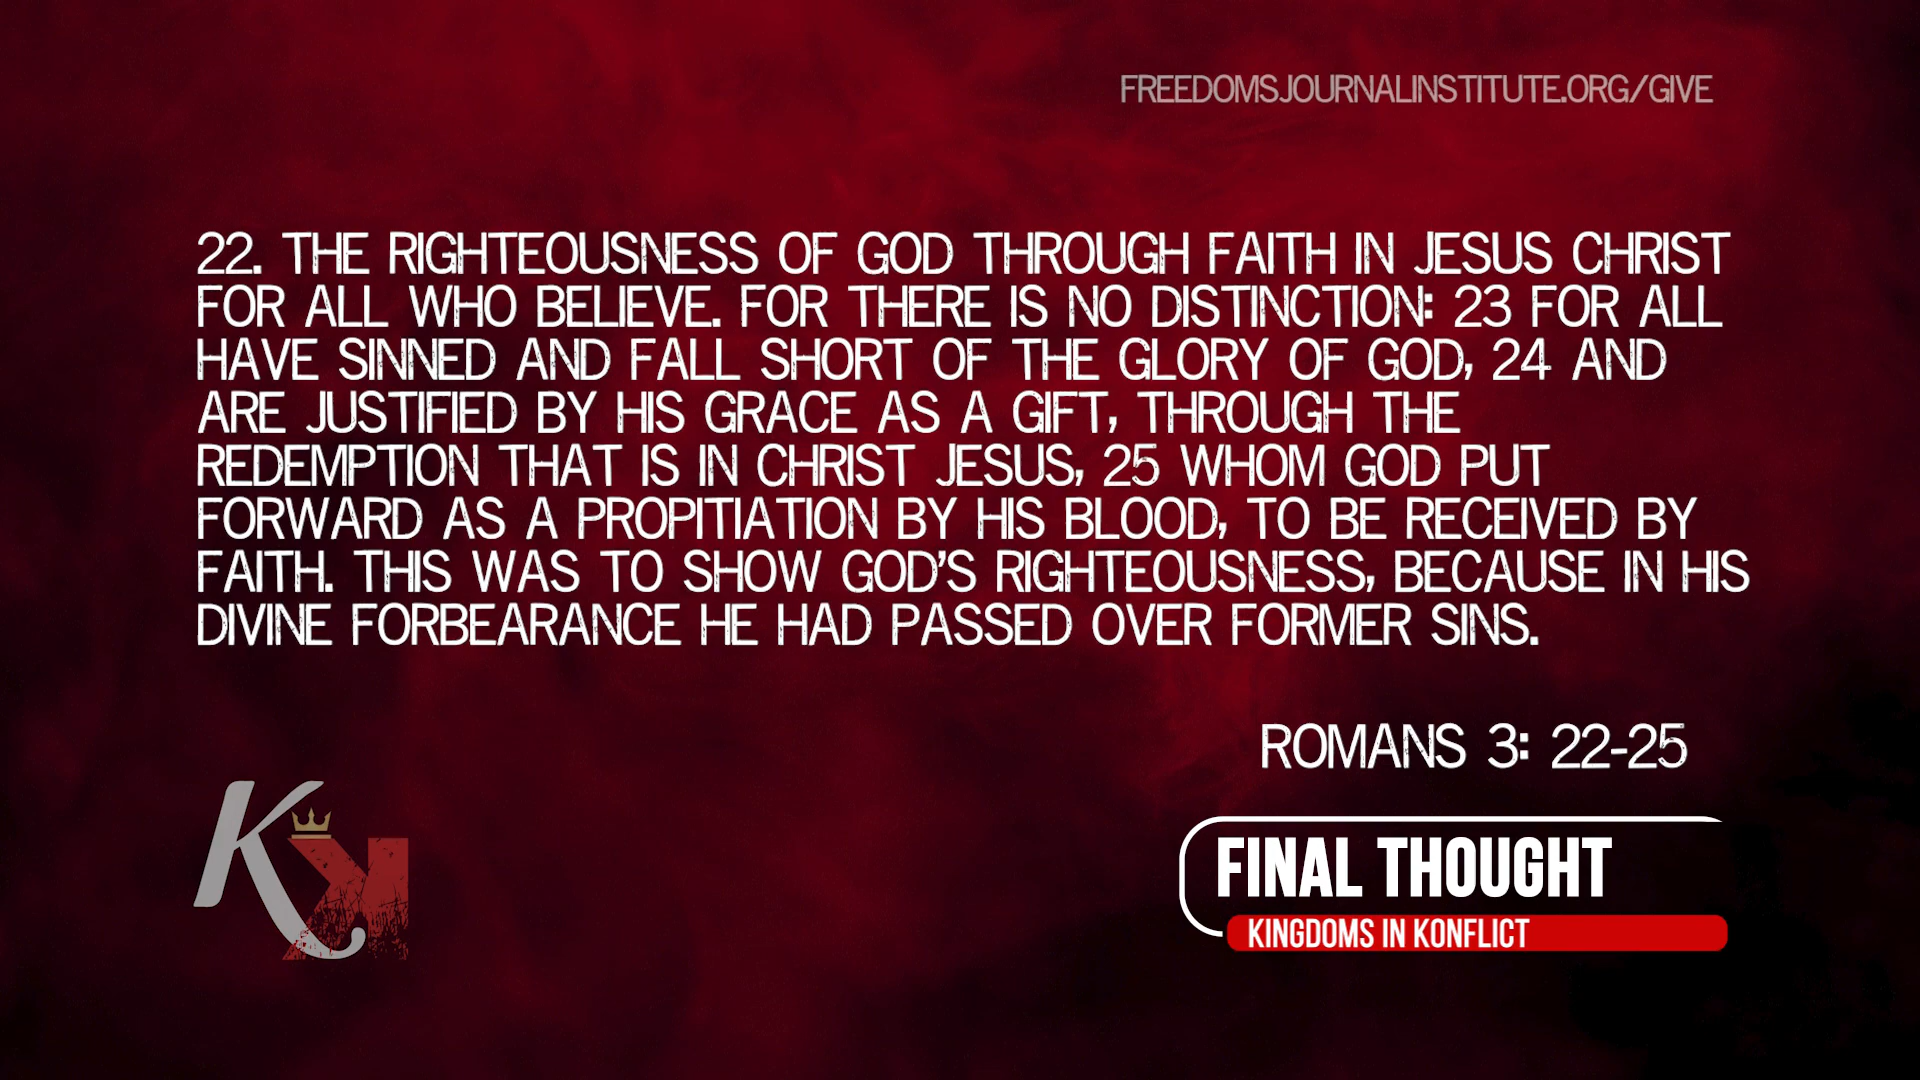 FREEDOMSJOURNALINSTITUTE.ORG/GIVE
22. THE RIGHTEOUSNESS OF GOD THROUGH FAITH IN JESUS CHRIST
FOR ALL WHO BELIEVE. FOR THERE IS NO DISTINCTION: 23 FOR ALL
HAVE SINNED AND FALL SHORT OF THE GLORY OF GOD, 24 AND
ARE JUSTIFIED BY HIS GRACE AS A GIFT, THROUGH THE
REDEMPTION THAT IS IN CHRIST JESUS, 25 WHOM GOD PUT
FORWARD AS A PROPITIATION BY HIS BLOOD, TO BE RECEIVED BY
FAITH. THIS WAS TO SHOW GOD'S RIGHTEOUSNESS, BECAUSE IN HIS
DIVINE FORBEARANCE HE HAD PASSED OVER FORMER SINS.
ROMANS 3: 22-25
KK
FINAL THOUGHT
KINGDOMS IN KONFLICT